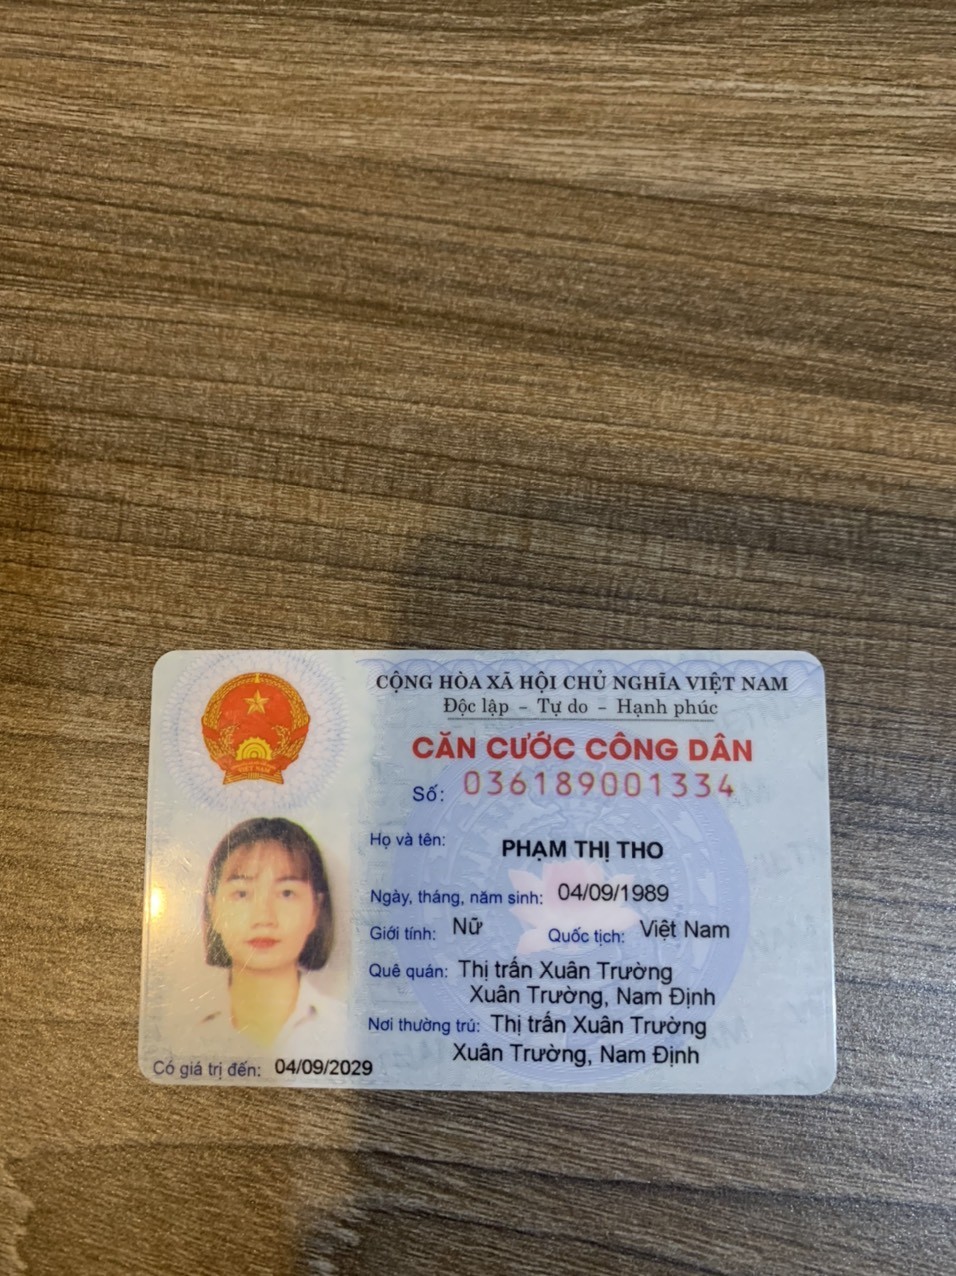 CỘNG HÒA XÃ HỘI CHỦ NGHĨA VIỆT NAM
Độc lập – Tự do – Hạnh phúc
CĂN CƯỚC CÔNG DÂN
Số: 036189001334
Họ và tên: PHẠM THỊ THO
Ngày, tháng, năm sinh: 04/09/1989
Giới tính: Nữ Quốc tịch: Việt Nam
Quê quán: Thị trấn Xuân Trường
Xuân Trường, Nam Định
Nơi thường trú: Thị trấn Xuân Trường
Xuân Trường, Nam Định
Có giá trị đến: 04/09/2029
VIỆT NAM